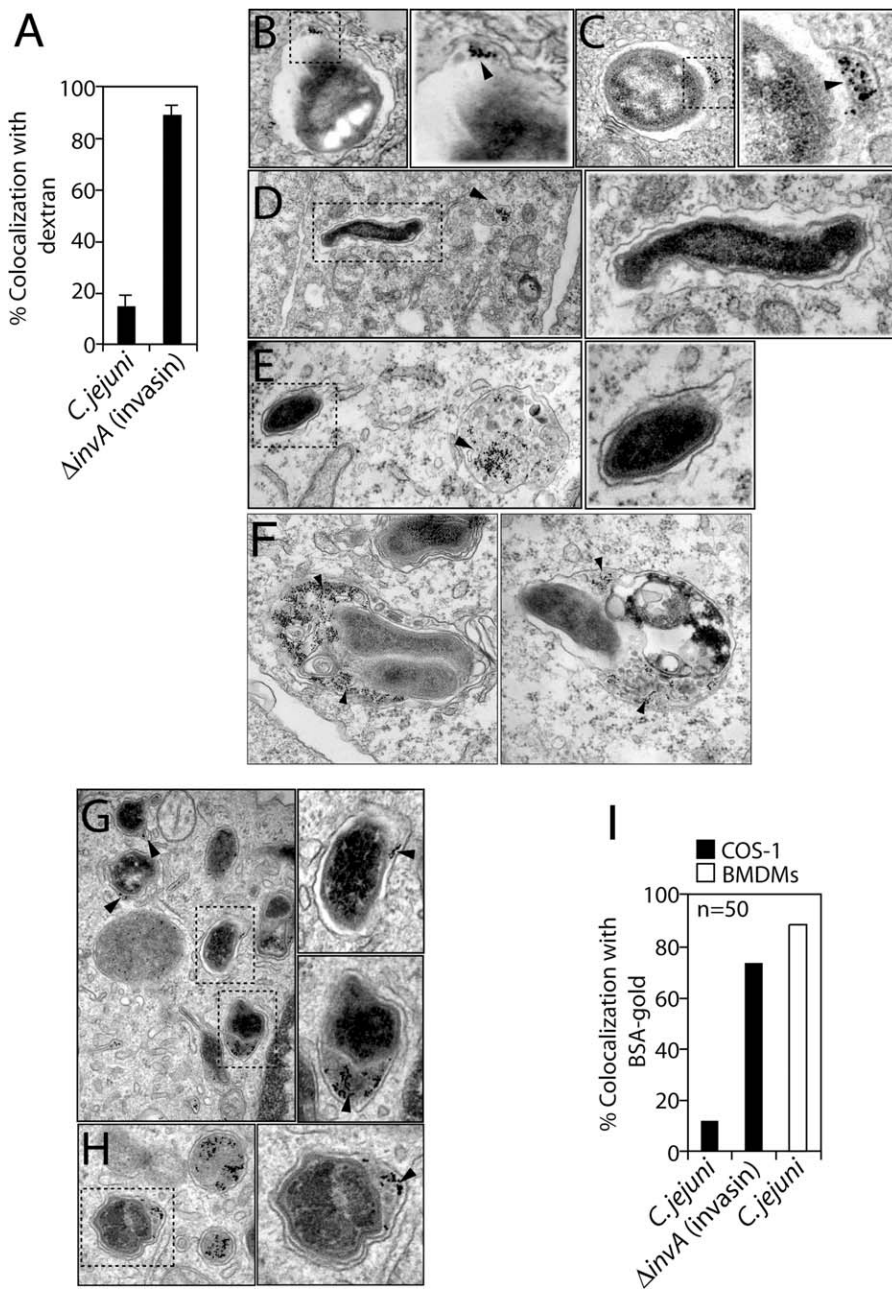 A
% Colocalization with
dextran
100
80
60
40
20
0
C.jejuni
ΔinvA (invasin)
B
C
D
E
F
G
H
I
COS-1
BMDMs
n=50
% Colocalization with
BSA-gold
100
80
60
40
20
0
C.jejuni
ΔinvA (invasin)
C.jejuni